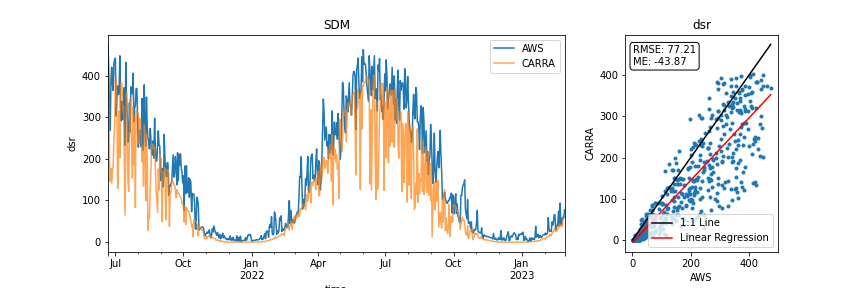 SDM
dsr
AWS
CARRA
400
300
200
100
0
dsr
Jul
Oct
Jan
2022
Apr
Jul
Oct
Jan
2023
time
dsr
RMSE: 77.21
ME: -43.87
400
300
200
100
0
CARRA
1:1 Line
Linear Regression
0
200
400
AWS